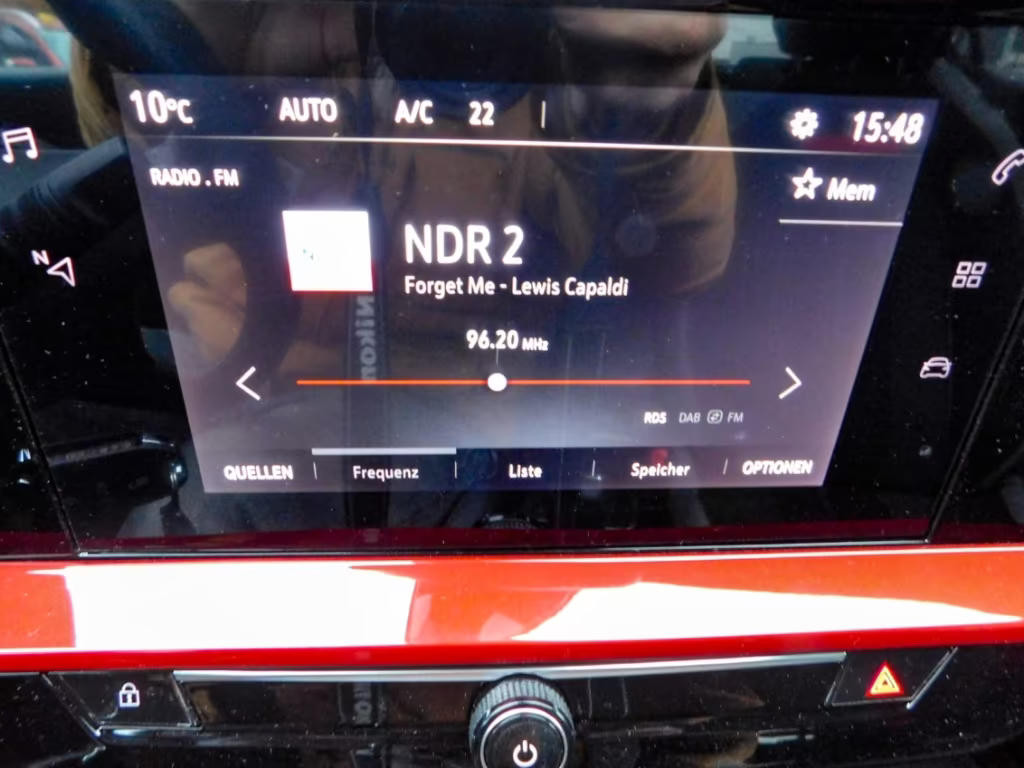 10°C AUTO A/C 22 15:48
RADIO . FM
Mem
NDR 2
Forget Me - Lewis Capaldi
96.20 MHz
RDS DAB FM
QUELLEN Frequenz Liste Speicher OPTIONEN
N
Nikon